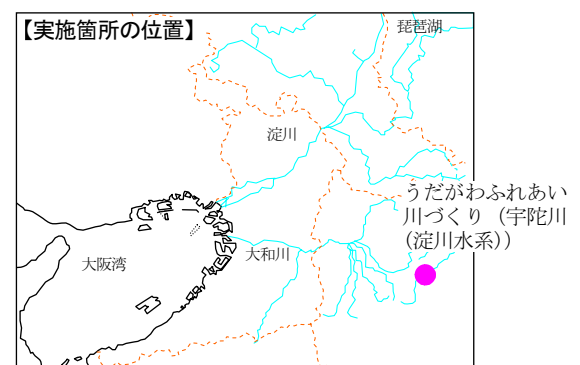 【実施箇所の位置】
琵琶湖
淀川
うだがわふれあい
川づくり（宇陀川
(淀川水系)）
大和川
大阪湾